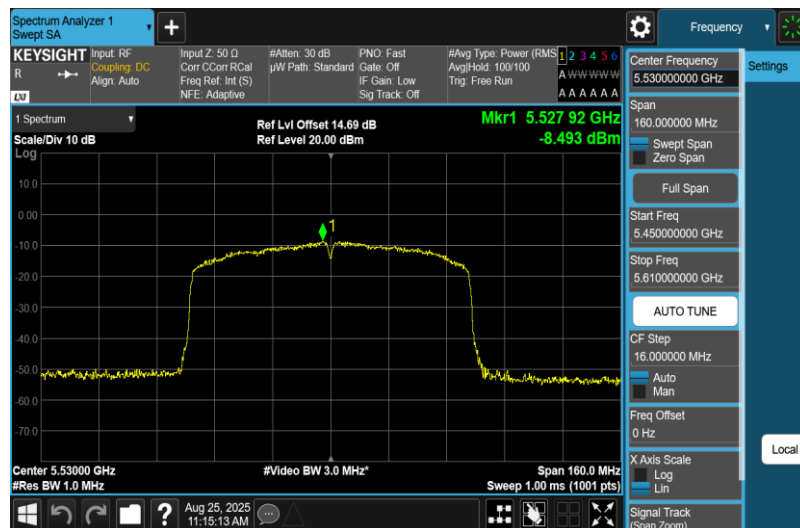 Spectrum Analyzer 1
Swept SA
Frequency
KEYSIGHT
R
LXI
Input: RF
Coupling: DC
Align: Auto
Input Z: 50 Ω
Corr CCorr RCal
Freq Ref: Int (S)
NFE: Adaptive
#Atten: 30 dB
µW Path: Standard
PNO: Fast
Gate: Off
IF Gain: Low
Sig Track: Off
#Avg Type: Power (RMS
Avg|Hold: 100/100
Trig: Free Run
1 2 3 4 5 6
A W W W W W
A A A A A A
1 Spectrum
Scale/Div 10 dB
Log
Ref Lvl Offset 14.69 dB
Ref Level 20.00 dBm
Mkr1 5.527 92 GHz
-8.493 dBm
10.0
0.00
-10.0
-20.0
-30.0
-40.0
-50.0
-60.0
-70.0
1
Center 5.53000 GHz
#Res BW 1.0 MHz
#Video BW 3.0 MHz*
Span 160.0 MHz
Sweep 1.00 ms (1001 pts)
Center Frequency
5.530000000 GHz
Span
160.000000 MHz
Swept Span
Zero Span
Full Span
Start Freq
5.450000000 GHz
Stop Freq
5.610000000 GHz
AUTO TUNE
CF Step
16.000000 MHz
Auto
Man
Freq Offset
0 Hz
X Axis Scale
Log
Lin
Signal Track
(Span Zoom)
Settings
Local
?
Aug 25, 2025
11:15:13 AM